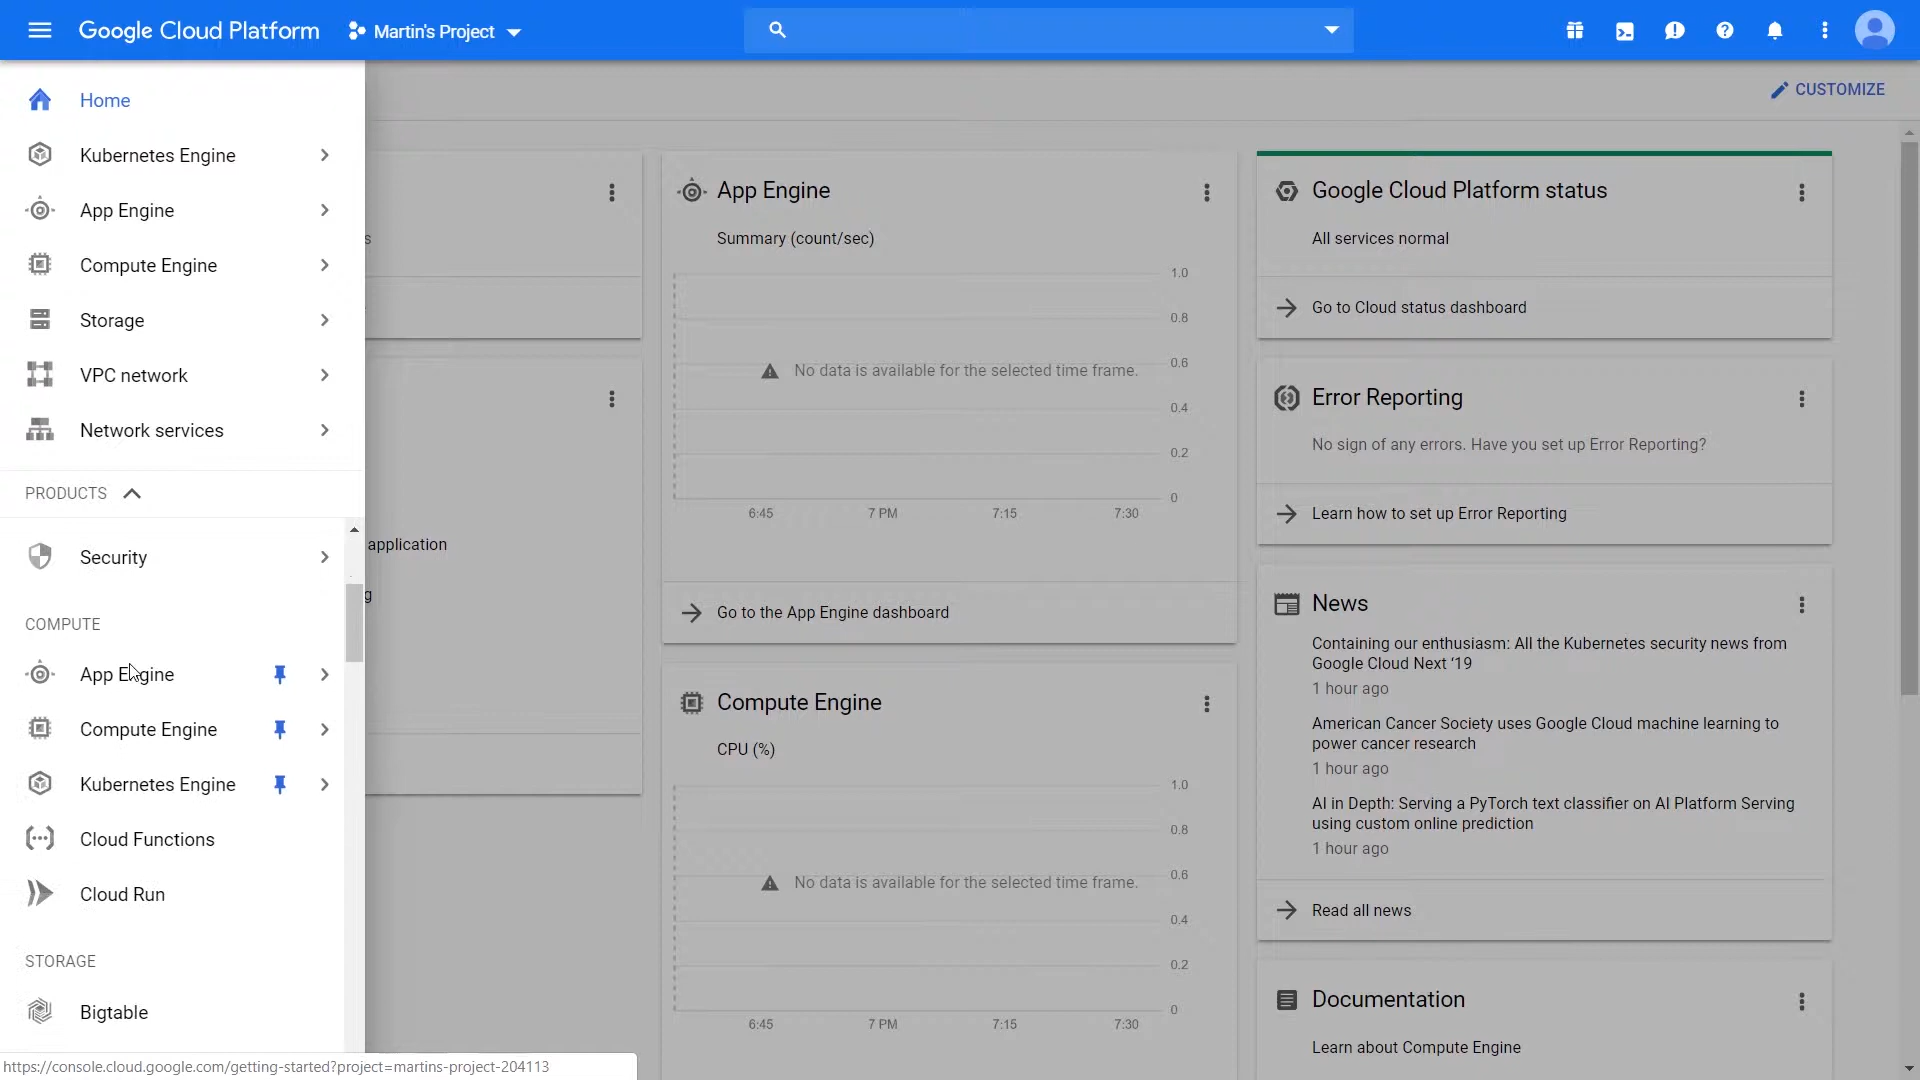 Google Cloud Platform
Martin's Project
Home
Kubernetes Engine
App Engine
Compute Engine
Storage
VPC network
Network services
PRODUCTS
Security
COMPUTE
App Engine
Compute Engine
Kubernetes Engine
Cloud Functions
Cloud Run
STORAGE
Bigtable
https://console.cloud.google.com/getting-started?project=martins-project-204113
CUSTOMIZE
s
application
g
App Engine
Summary (count/sec)
1.0
0.8
0.6
No data is available for the selected time frame.
0.4
0.2
0
6:45 7 PM 7:15 7:30
Go to the App Engine dashboard
Compute Engine
CPU (%)
1.0
0.8
0.6
No data is available for the selected time frame.
0.4
0.2
0
6:45 7 PM 7:15 7:30
Google Cloud Platform status
All services normal
Go to Cloud status dashboard
Error Reporting
No sign of any errors. Have you set up Error Reporting?
Learn how to set up Error Reporting
News
Containing our enthusiasm: All the Kubernetes security news from
Google Cloud Next ‘19
1 hour ago
American Cancer Society uses Google Cloud machine learning to
power cancer research
1 hour ago
AI in Depth: Serving a PyTorch text classifier on AI Platform Serving
using custom online prediction
1 hour ago
Read all news
Documentation
Learn about Compute Engine